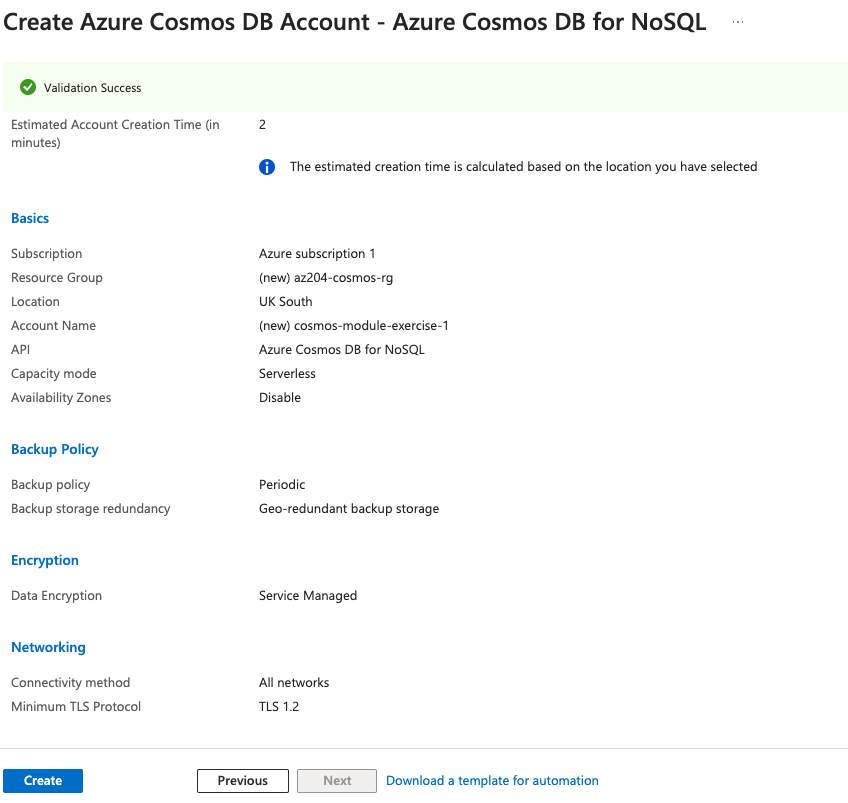 Create Azure Cosmos DB Account - Azure Cosmos DB for NoSQL ...
Validation Success
Estimated Account Creation Time (in minutes) 2
The estimated creation time is calculated based on the location you have selected
Basics
Subscription Azure subscription 1
Resource Group (new) az204-cosmos-rg
Location UK South
Account Name (new) cosmos-module-exercise-1
API Azure Cosmos DB for NoSQL
Capacity mode Serverless
Availability Zones Disable
Backup Policy
Backup policy Periodic
Backup storage redundancy Geo-redundant backup storage
Encryption
Data Encryption Service Managed
Networking
Connectivity method All networks
Minimum TLS Protocol TLS 1.2
Create Previous Next Download a template for automation